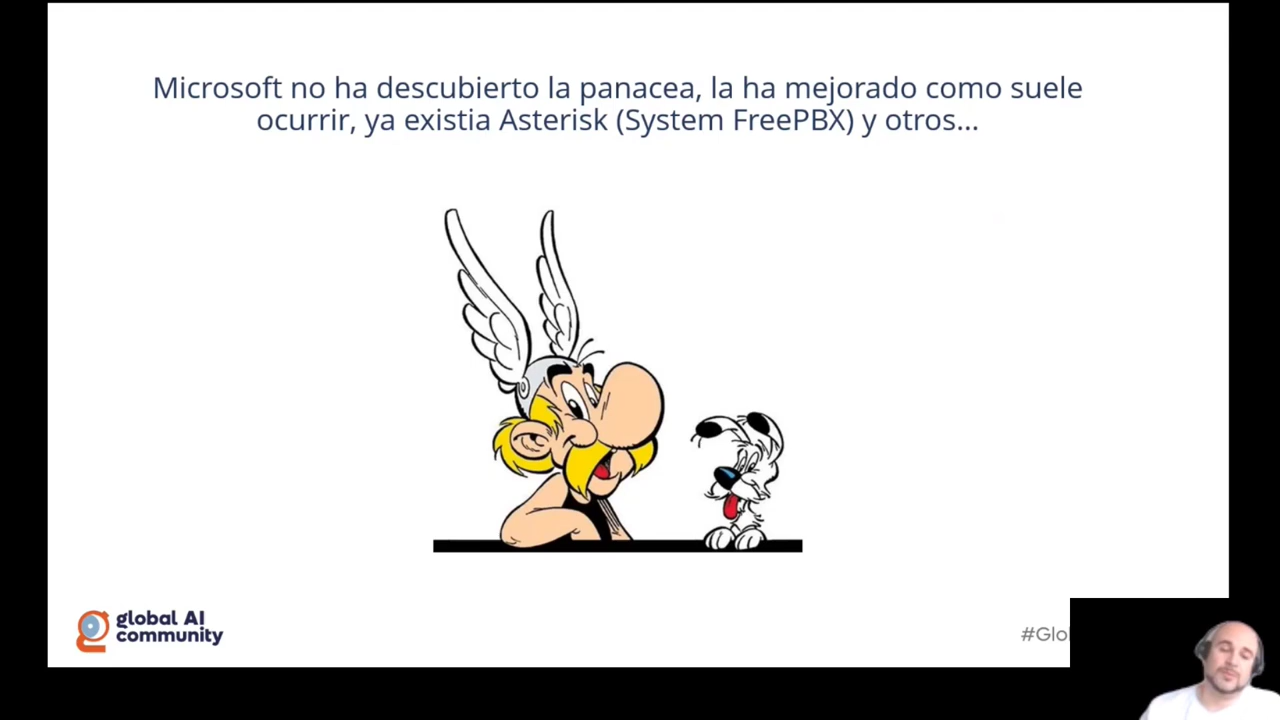 Microsoft no ha descubierto la panacea, la ha mejorado como suele
ocurrir, ya existia Asterisk (System FreePBX) y otros...
global AI
community
#Glo